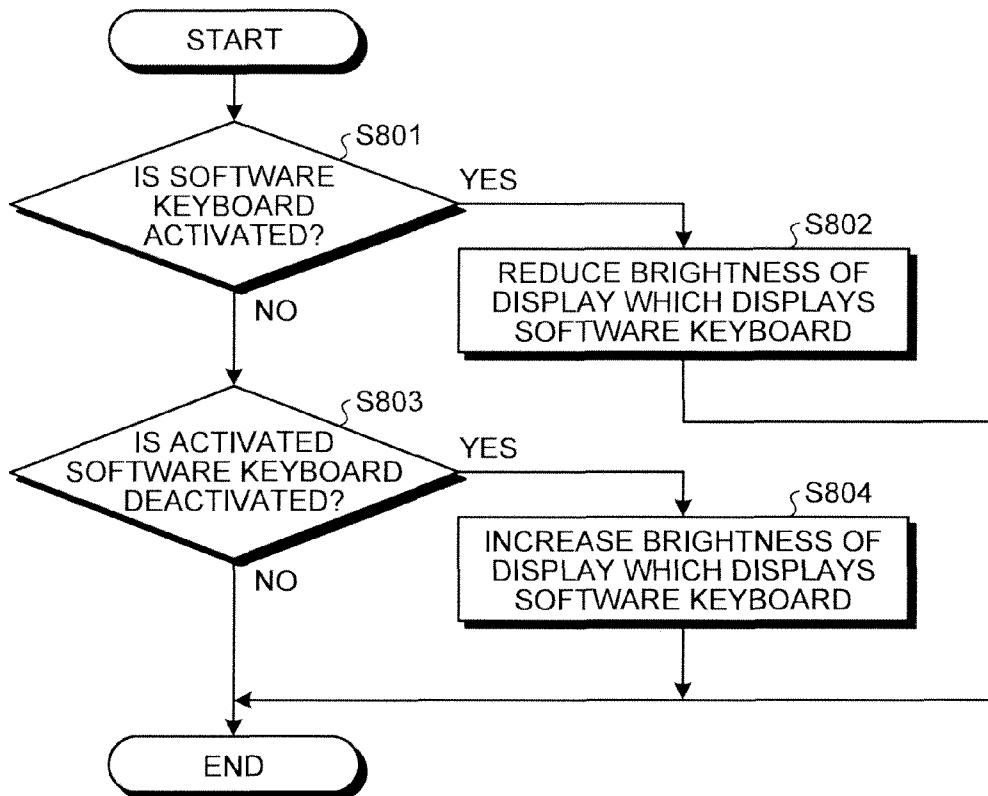 START
S801
IS SOFTWARE
KEYBOARD
ACTIVATED?
YES
S802
REDUCE BRIGHTNESS OF
DISPLAY WHICH DISPLAYS
SOFTWARE KEYBOARD
NO
S803
IS ACTIVATED
SOFTWARE KEYBOARD
DEACTIVATED?
YES
S804
INCREASE BRIGHTNESS OF
DISPLAY WHICH DISPLAYS
SOFTWARE KEYBOARD
NO
END